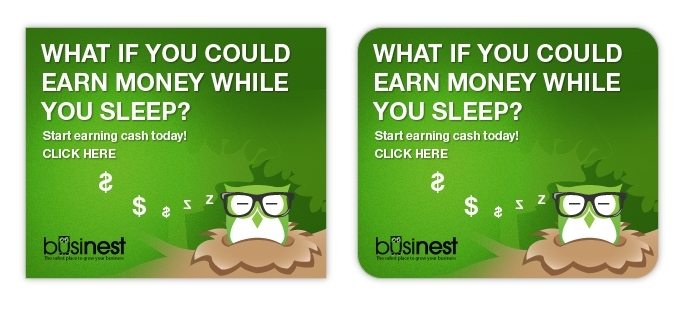 WHAT IF YOU COULD
EARN MONEY WHILE
YOU SLEEP?
Start earning cash today!
CLICK HERE
$ $ $ z z
businest
The safest place to grow your business
WHAT IF YOU COULD
EARN MONEY WHILE
YOU SLEEP?
Start earning cash today!
CLICK HERE
$ $ $ z z
businest
The safest place to grow your business